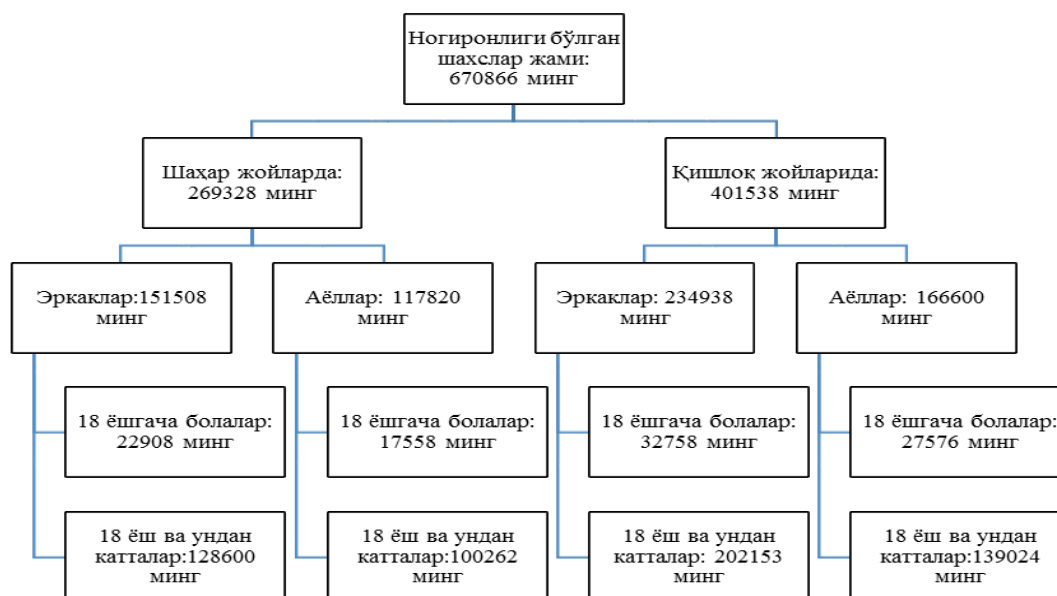 Ногиронлиги бўлган
шахслар жами:
670866 минг
Шаҳар жойларда:
269328 минг
Қишлоқ жойларида:
401538 минг
Эркаклар:151508
минг
Аёллар: 117820
минг
Эркаклар: 234938
минг
Аёллар: 166600
минг
18 ёшгача болалар:
22908 минг
18 ёшгача болалар:
17558 минг
18 ёшгача болалар:
32758 минг
18 ёшгача болалар:
27576 минг
18 ёш ва ундан
катталар:128600
минг
18 ёш ва ундан
катталар:100262
минг
18 ёш ва ундан
катталар: 202153
минг
18 ёш ва ундан
катталар:139024
минг